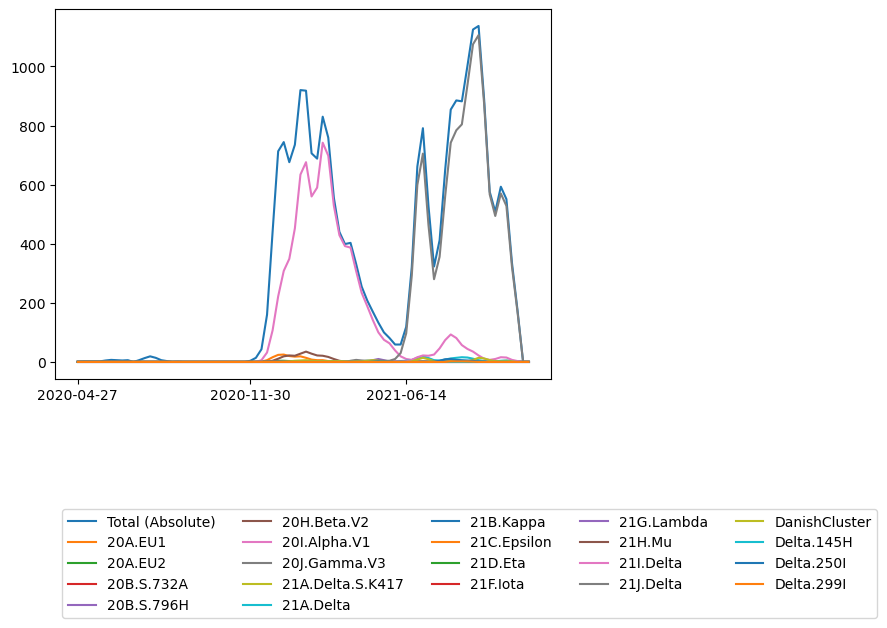 1000
800
600
400
200
0
2020-04-27 2020-11-30 2021-06-14
Total (Absolute) 20H.Beta.V2 21B.Kappa 21G.Lambda DanishCluster
20A.EU1 20I.Alpha.V1 21C.Epsilon 21H.Mu Delta.145H
20A.EU2 20J.Gamma.V3 21D.Eta 21I.Delta Delta.250I
20B.S.732A 21A.Delta.S.K417 21F.Iota 21J.Delta Delta.299I
20B.S.796H 21A.Delta